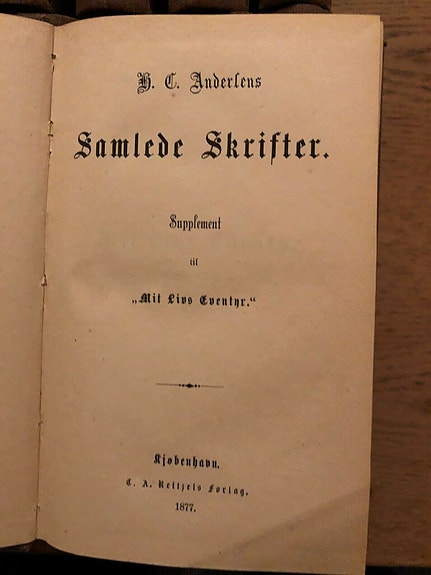 H. C. Andersens
Samlede Skrifter.
Supplement
til
„Mit Livs Eventyr.“
Kjøbenhavn.
C. A. Reitzels Forlag.
1877.